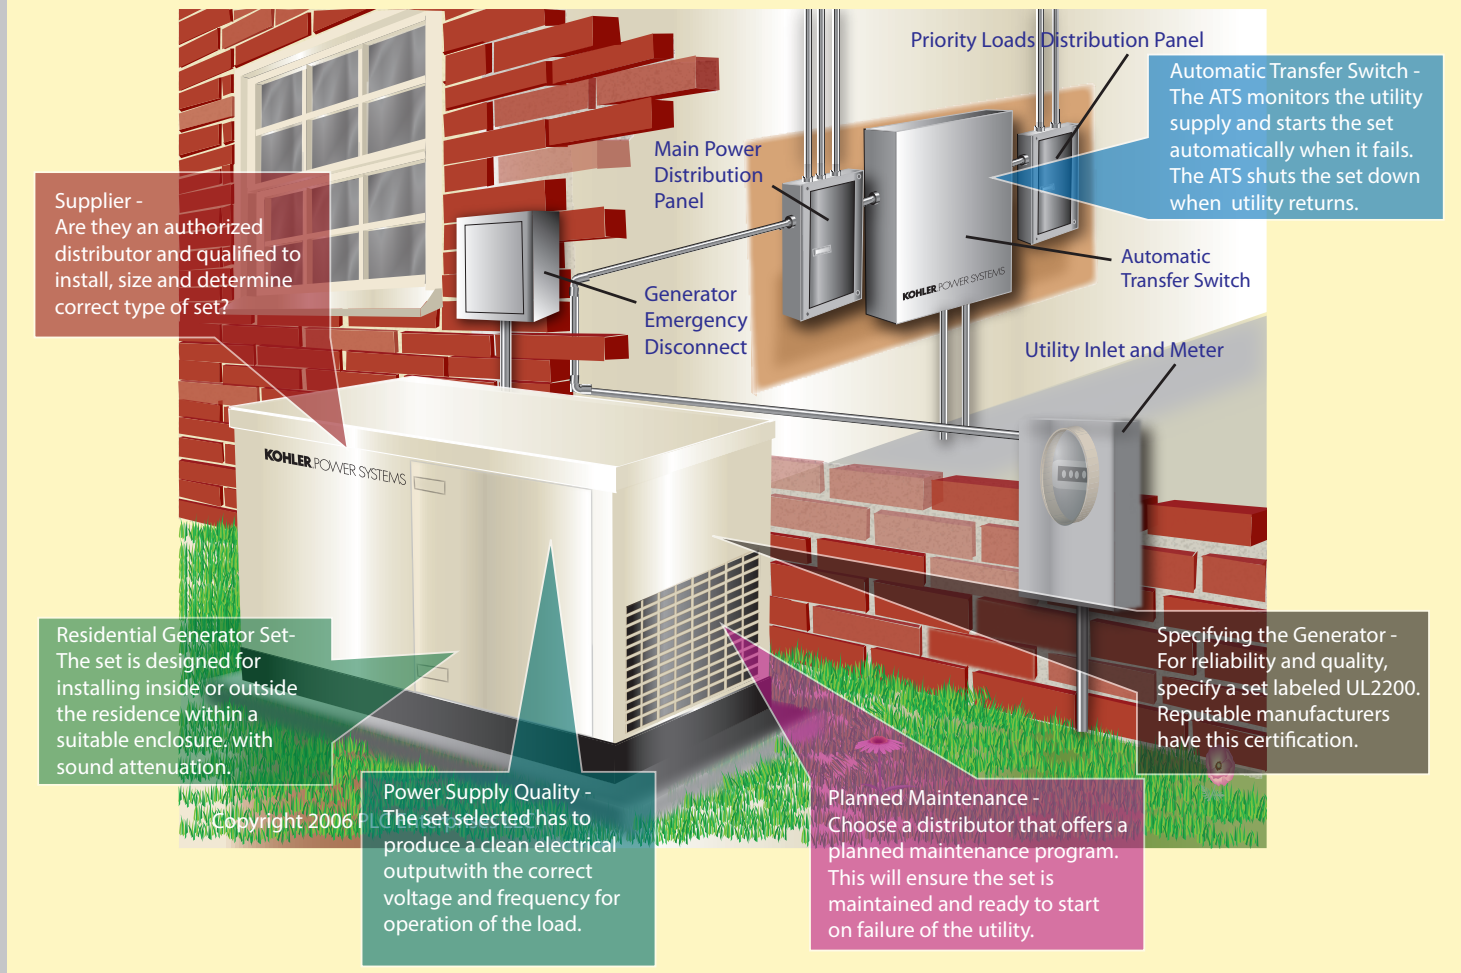 Priority Loads Distribution Panel
Automatic Transfer Switch -
The ATS monitors the utility
supply and starts the set
automatically when it fails.
The ATS shuts the set down
when utility returns.
Main Power
Distribution
Panel
Supplier -
Are they an authorized
distributor and qualified to
install, size and determine
correct type of set?
Automatic
Transfer Switch
KOHLER POWER SYSTEMS
Generator
Emergency
Disconnect
Utility Inlet and Meter
KOHLER POWER SYSTEMS
Residential Generator Set-
The set is designed for
installing inside or outside
the residence within a
suitable enclosure. with
sound attenuation.
Specifying the Generator -
For reliability and quality,
specify a set labeled UL2200.
Reputable manufacturers
have this certification.
Power Supply Quality -
The set selected has to
produce a clean electrical
outputwith the correct
voltage and frequency for
operation of the load.
Planned Maintenance -
Choose a distributor that offers a
planned maintenance program.
This will ensure the set is
maintained and ready to start
on failure of the utility.
Copyright 2006